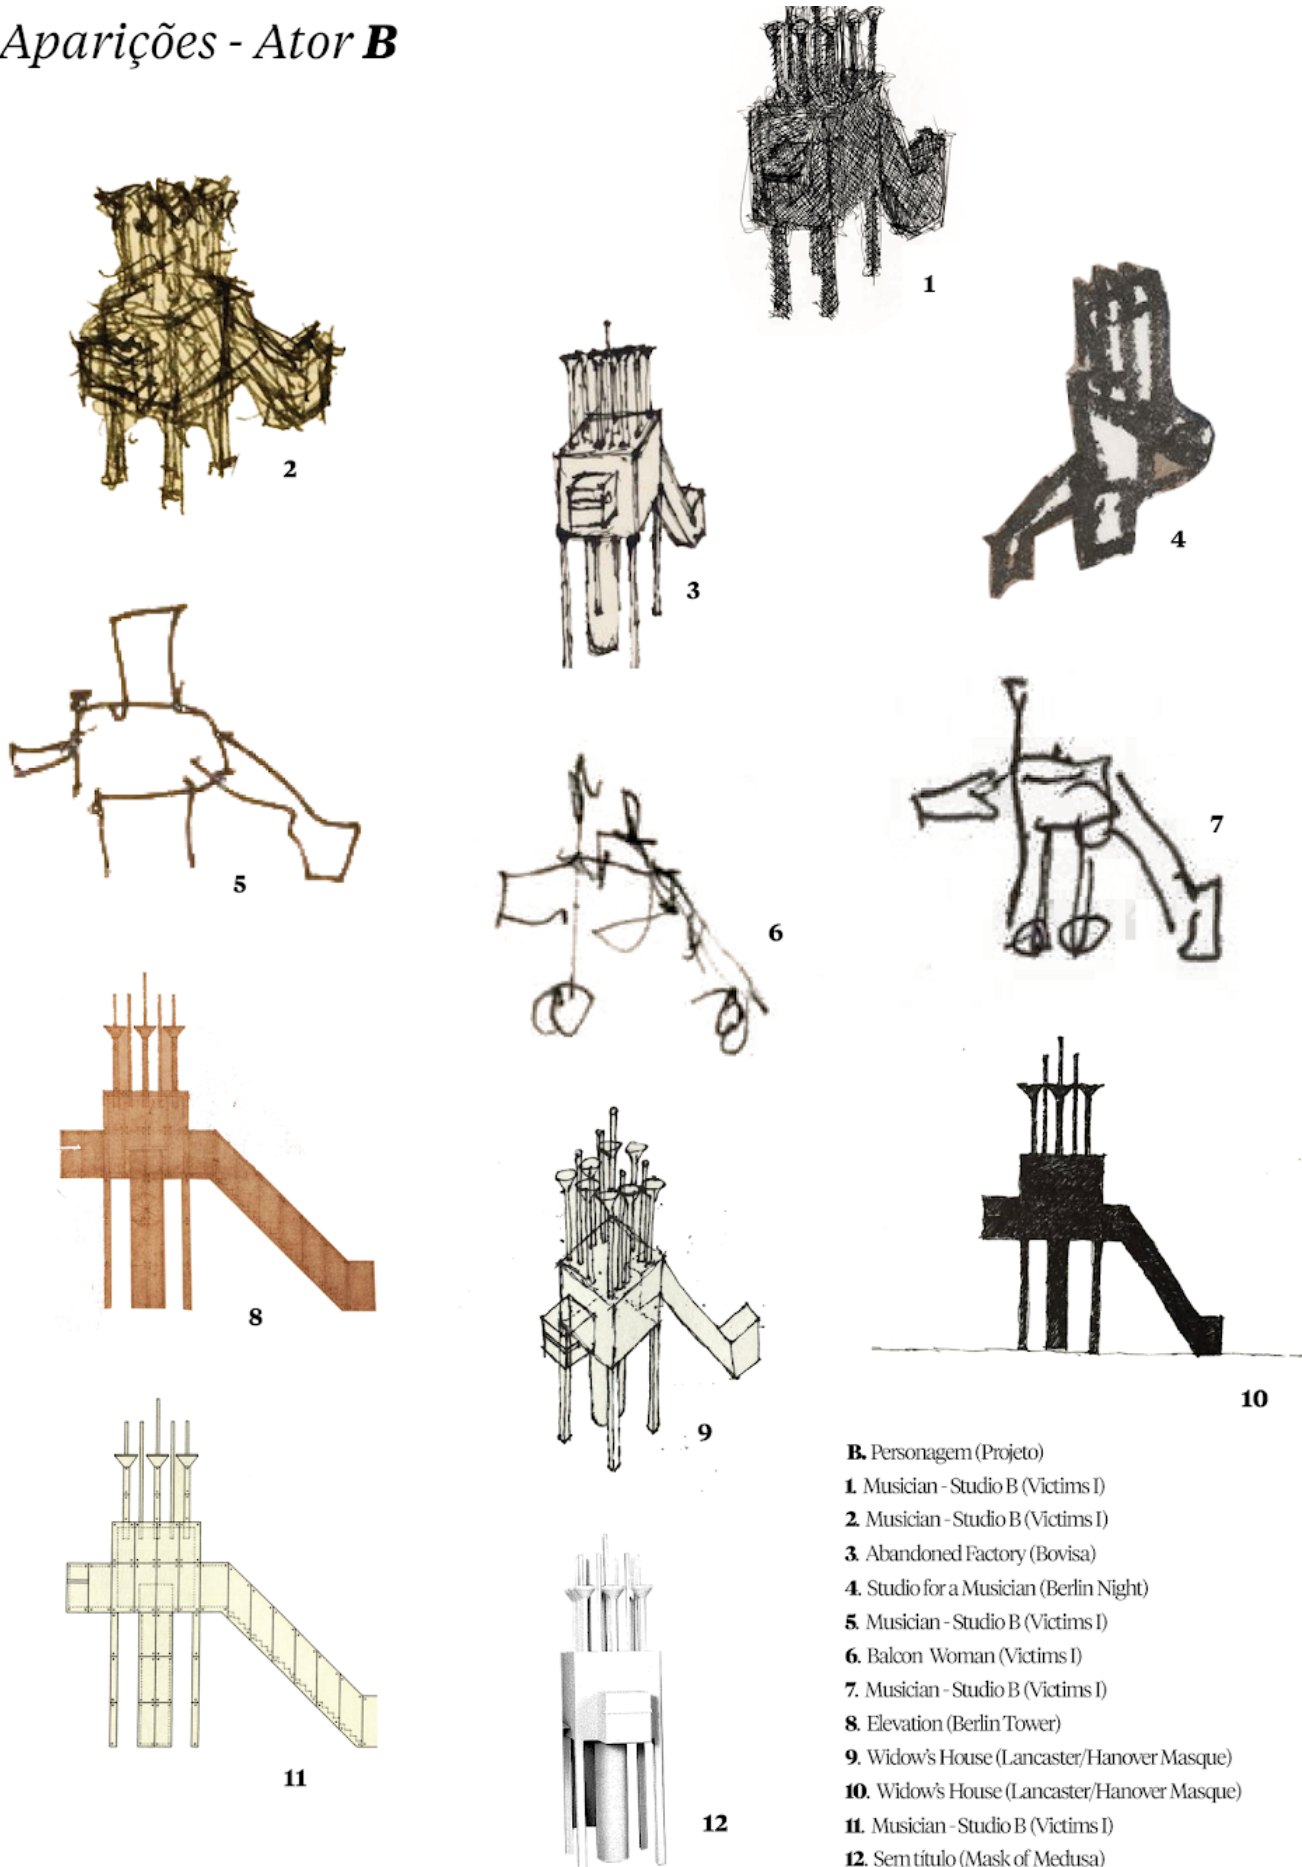 Aparições - Ator B
1
2
3
4
5
6
7
8
9
10
11
12
B. Personagem (Projeto)
1. Musician - Studio B (Victims I)
2. Musician - Studio B (Victims I)
3. Abandoned Factory (Bovisa)
4. Studio for a Musician (Berlin Night)
5. Musician - Studio B (Victims I)
6. Balcon Woman (Victims I)
7. Musician - Studio B (Victims I)
8. Elevation (Berlin Tower)
9. Widow's House (Lancaster/Hanover Masque)
10. Widow's House (Lancaster/Hanover Masque)
11. Musician - Studio B (Victims I)
12. Sem título (Mask of Medusa)